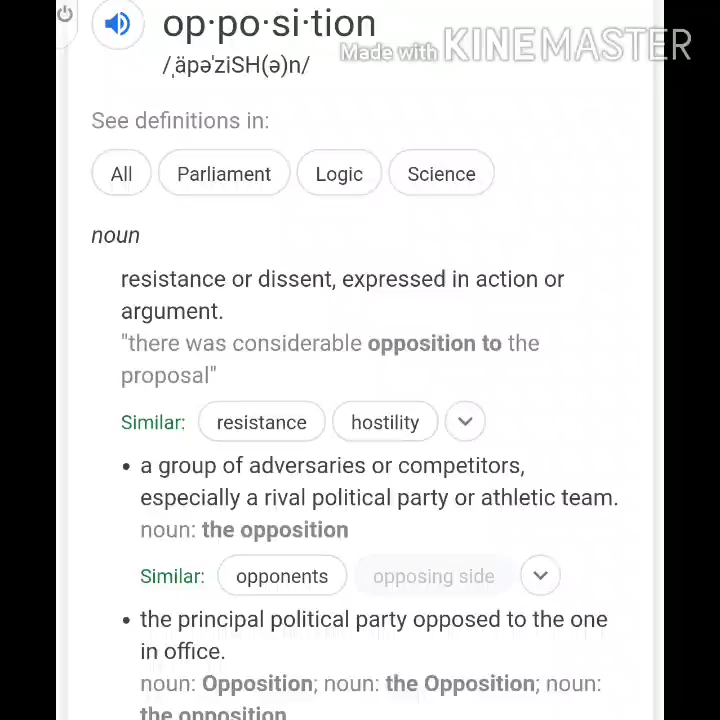 op·po·si·tion
Made with KINEMASTER
/ˌäpəˈziSH(ə)n/
See definitions in:
All Parliament Logic Science
noun
resistance or dissent, expressed in action or
argument.
"there was considerable opposition to the
proposal"
Similar: resistance hostility
• a group of adversaries or competitors,
especially a rival political party or athletic team.
noun: the opposition
Similar: opponents opposing side
• the principal political party opposed to the one
in office.
noun: Opposition; noun: the Opposition; noun:
the opposition